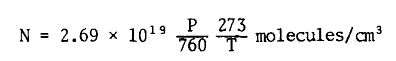 N = 2.69 × 10¹⁹ P/760 273/T molecules/cm³